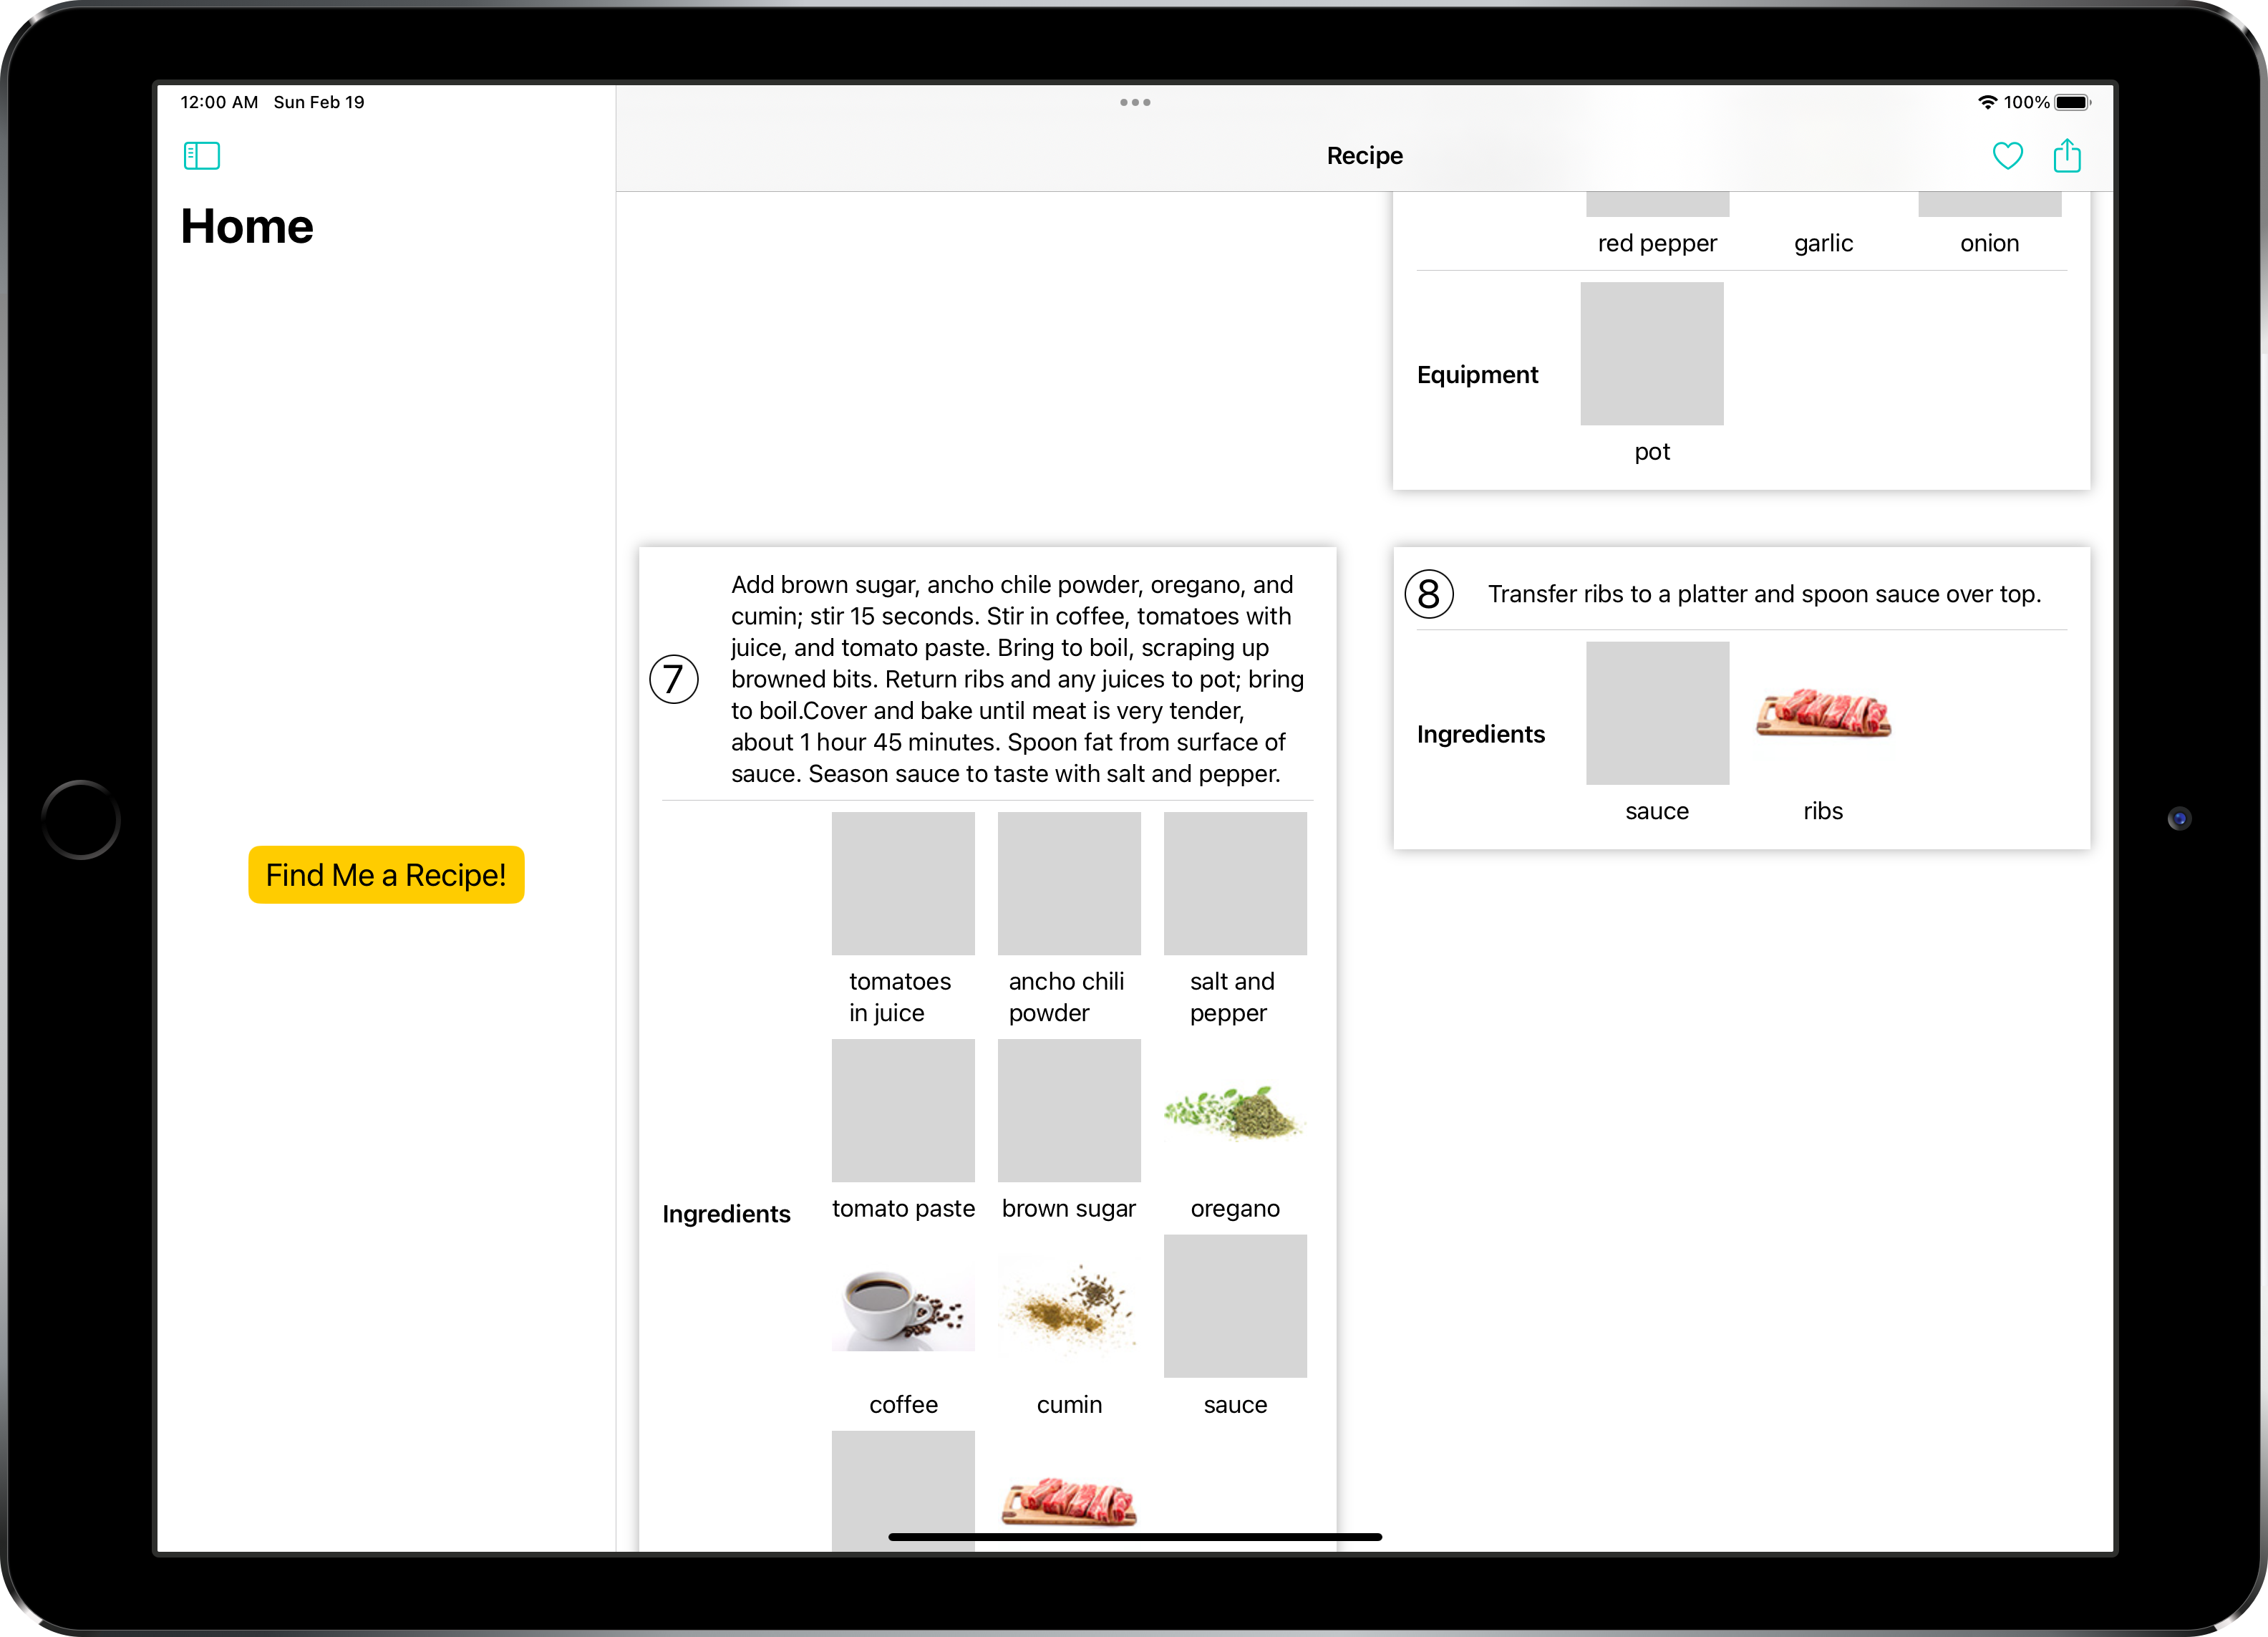 12:00 AM Sun Feb 19
100%
Home
Recipe
Find Me a Recipe!
red pepper garlic onion
Equipment
pot
7
Add brown sugar, ancho chile powder, oregano, and
cumin; stir 15 seconds. Stir in coffee, tomatoes with
juice, and tomato paste. Bring to boil, scraping up
browned bits. Return ribs and any juices to pot; bring
to boil.Cover and bake until meat is very tender,
about 1 hour 45 minutes. Spoon fat from surface of
sauce. Season sauce to taste with salt and pepper.
Ingredients
tomatoes
in juice
ancho chili
powder
salt and
pepper
tomato paste brown sugar oregano
coffee cumin sauce
8
Transfer ribs to a platter and spoon sauce over top.
Ingredients
sauce ribs